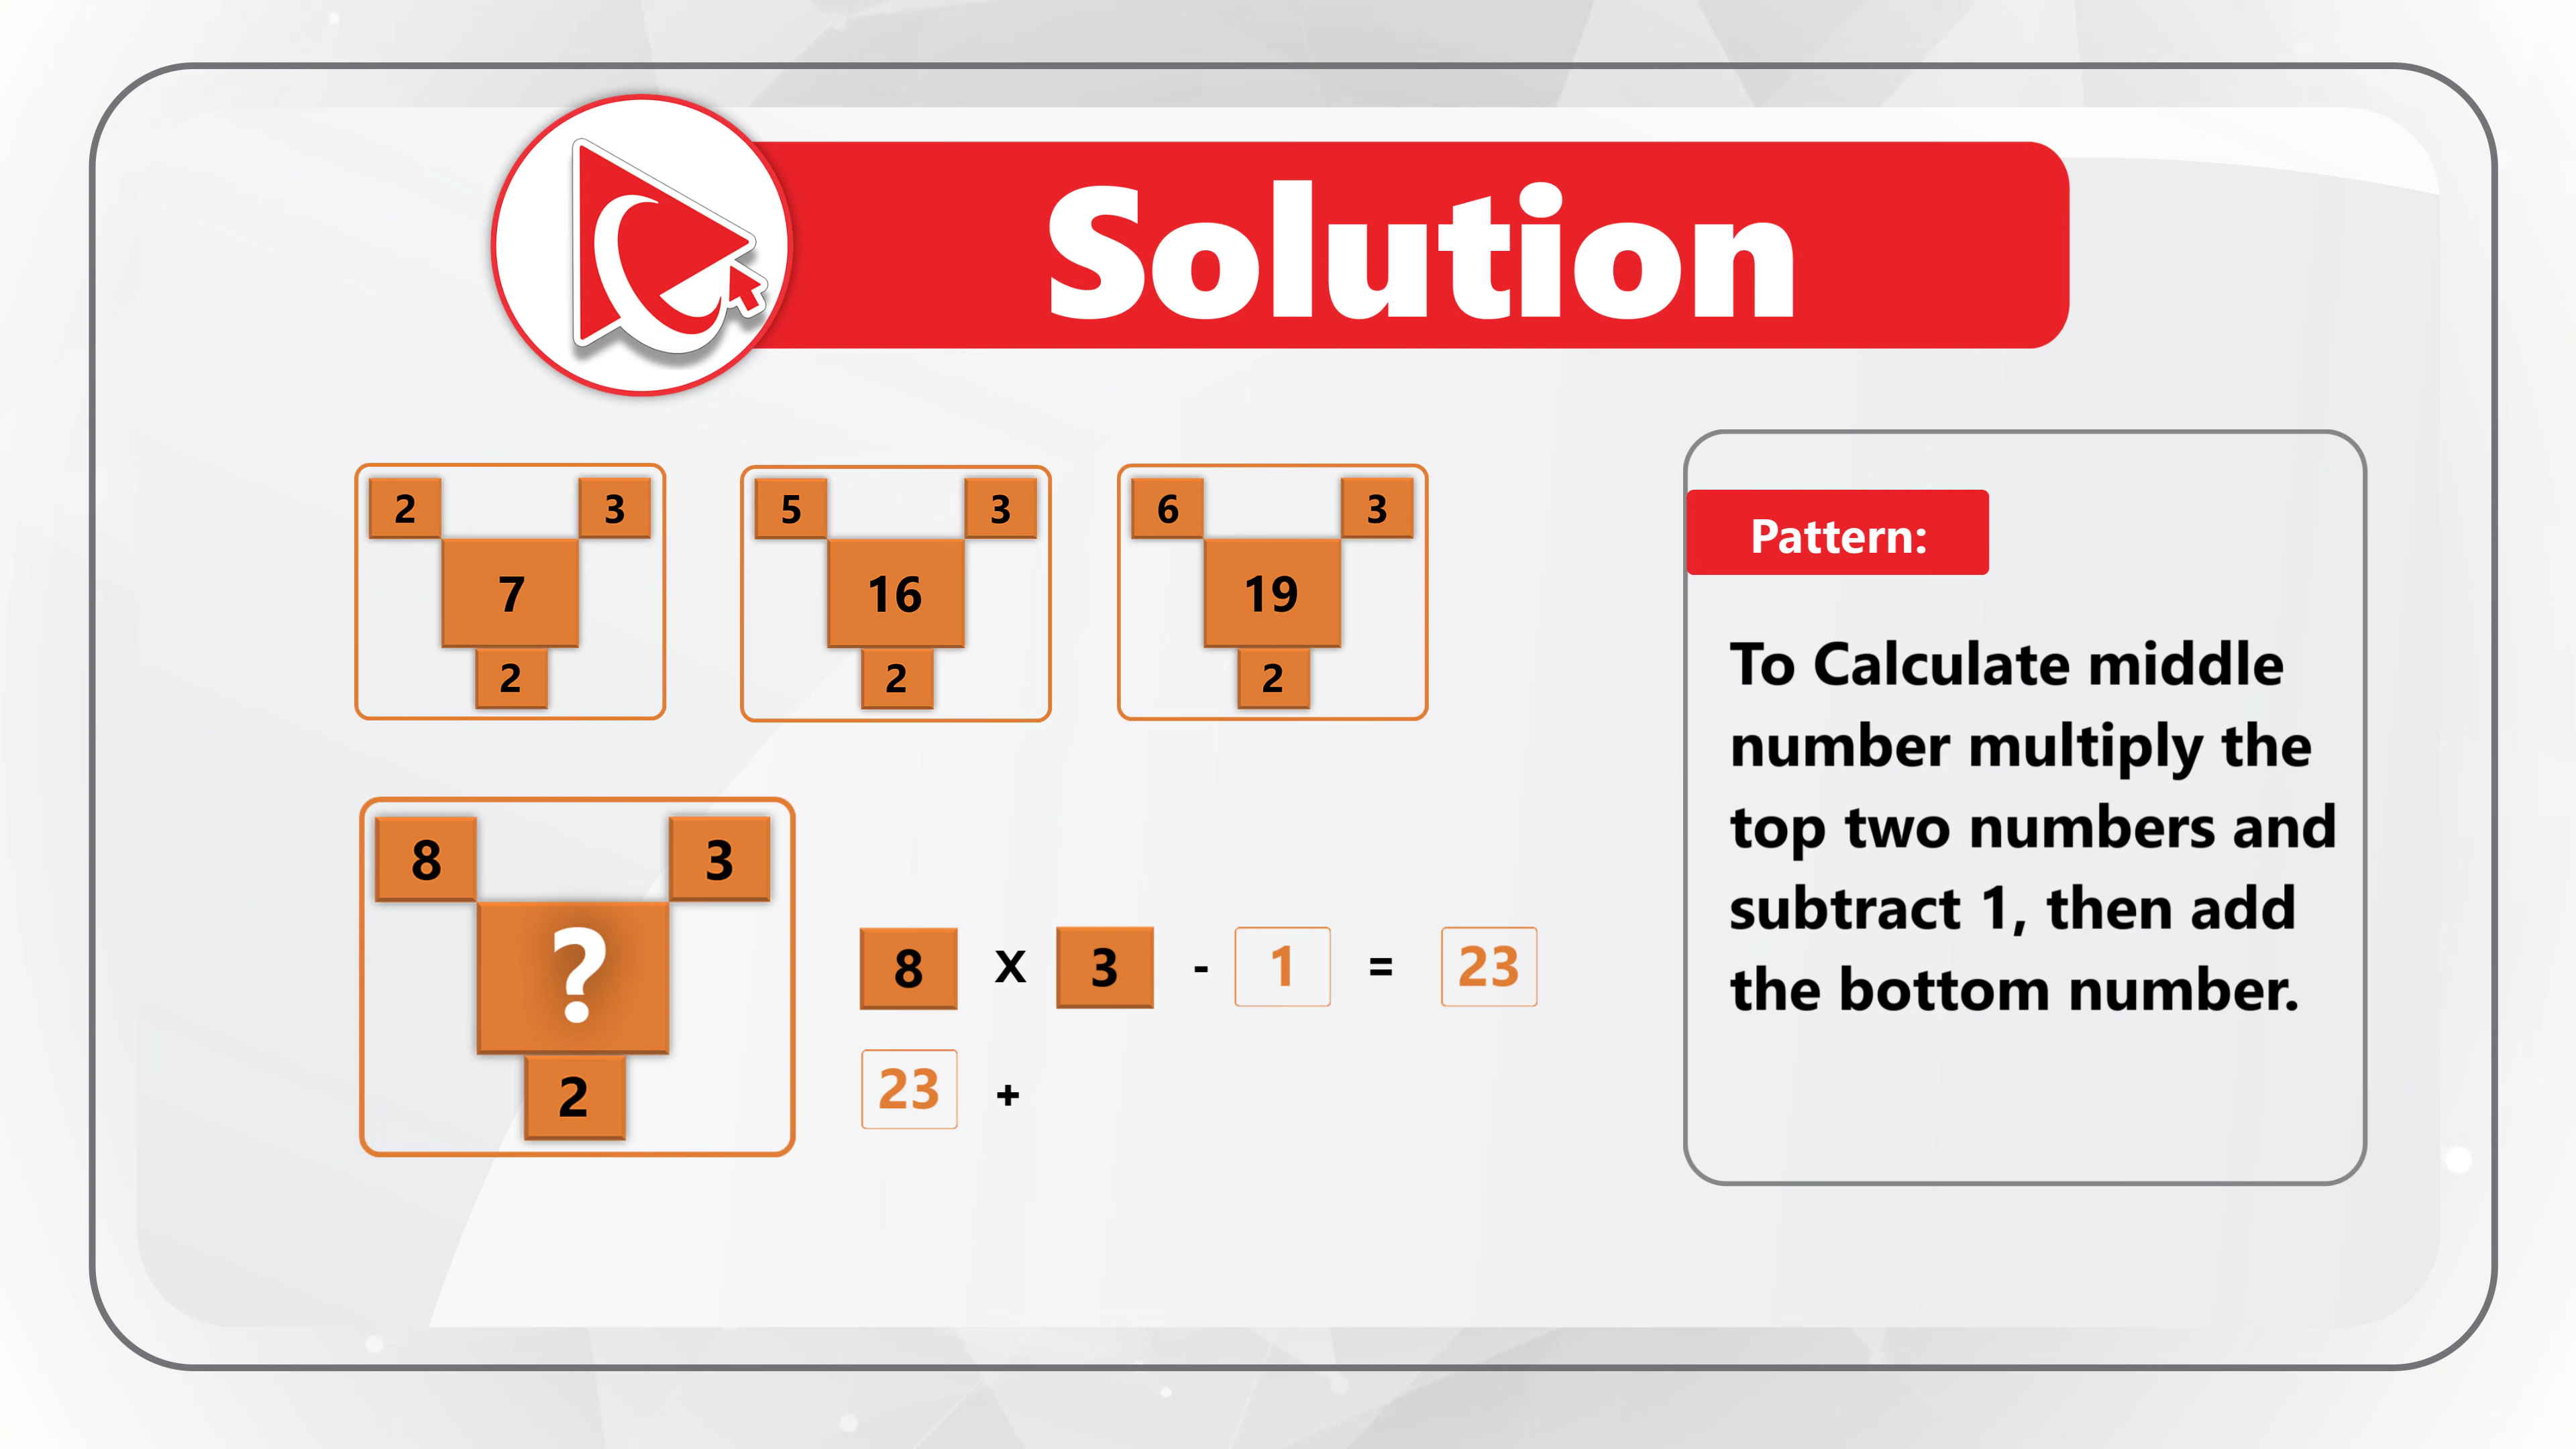 Solution
2 3
7
2
5 3
16
2
6 3
19
2
Pattern:
To Calculate middle
number multiply the
top two numbers and
subtract 1, then add
the bottom number.
8 3
?
2
8 X 3 - 1 = 23
23 +